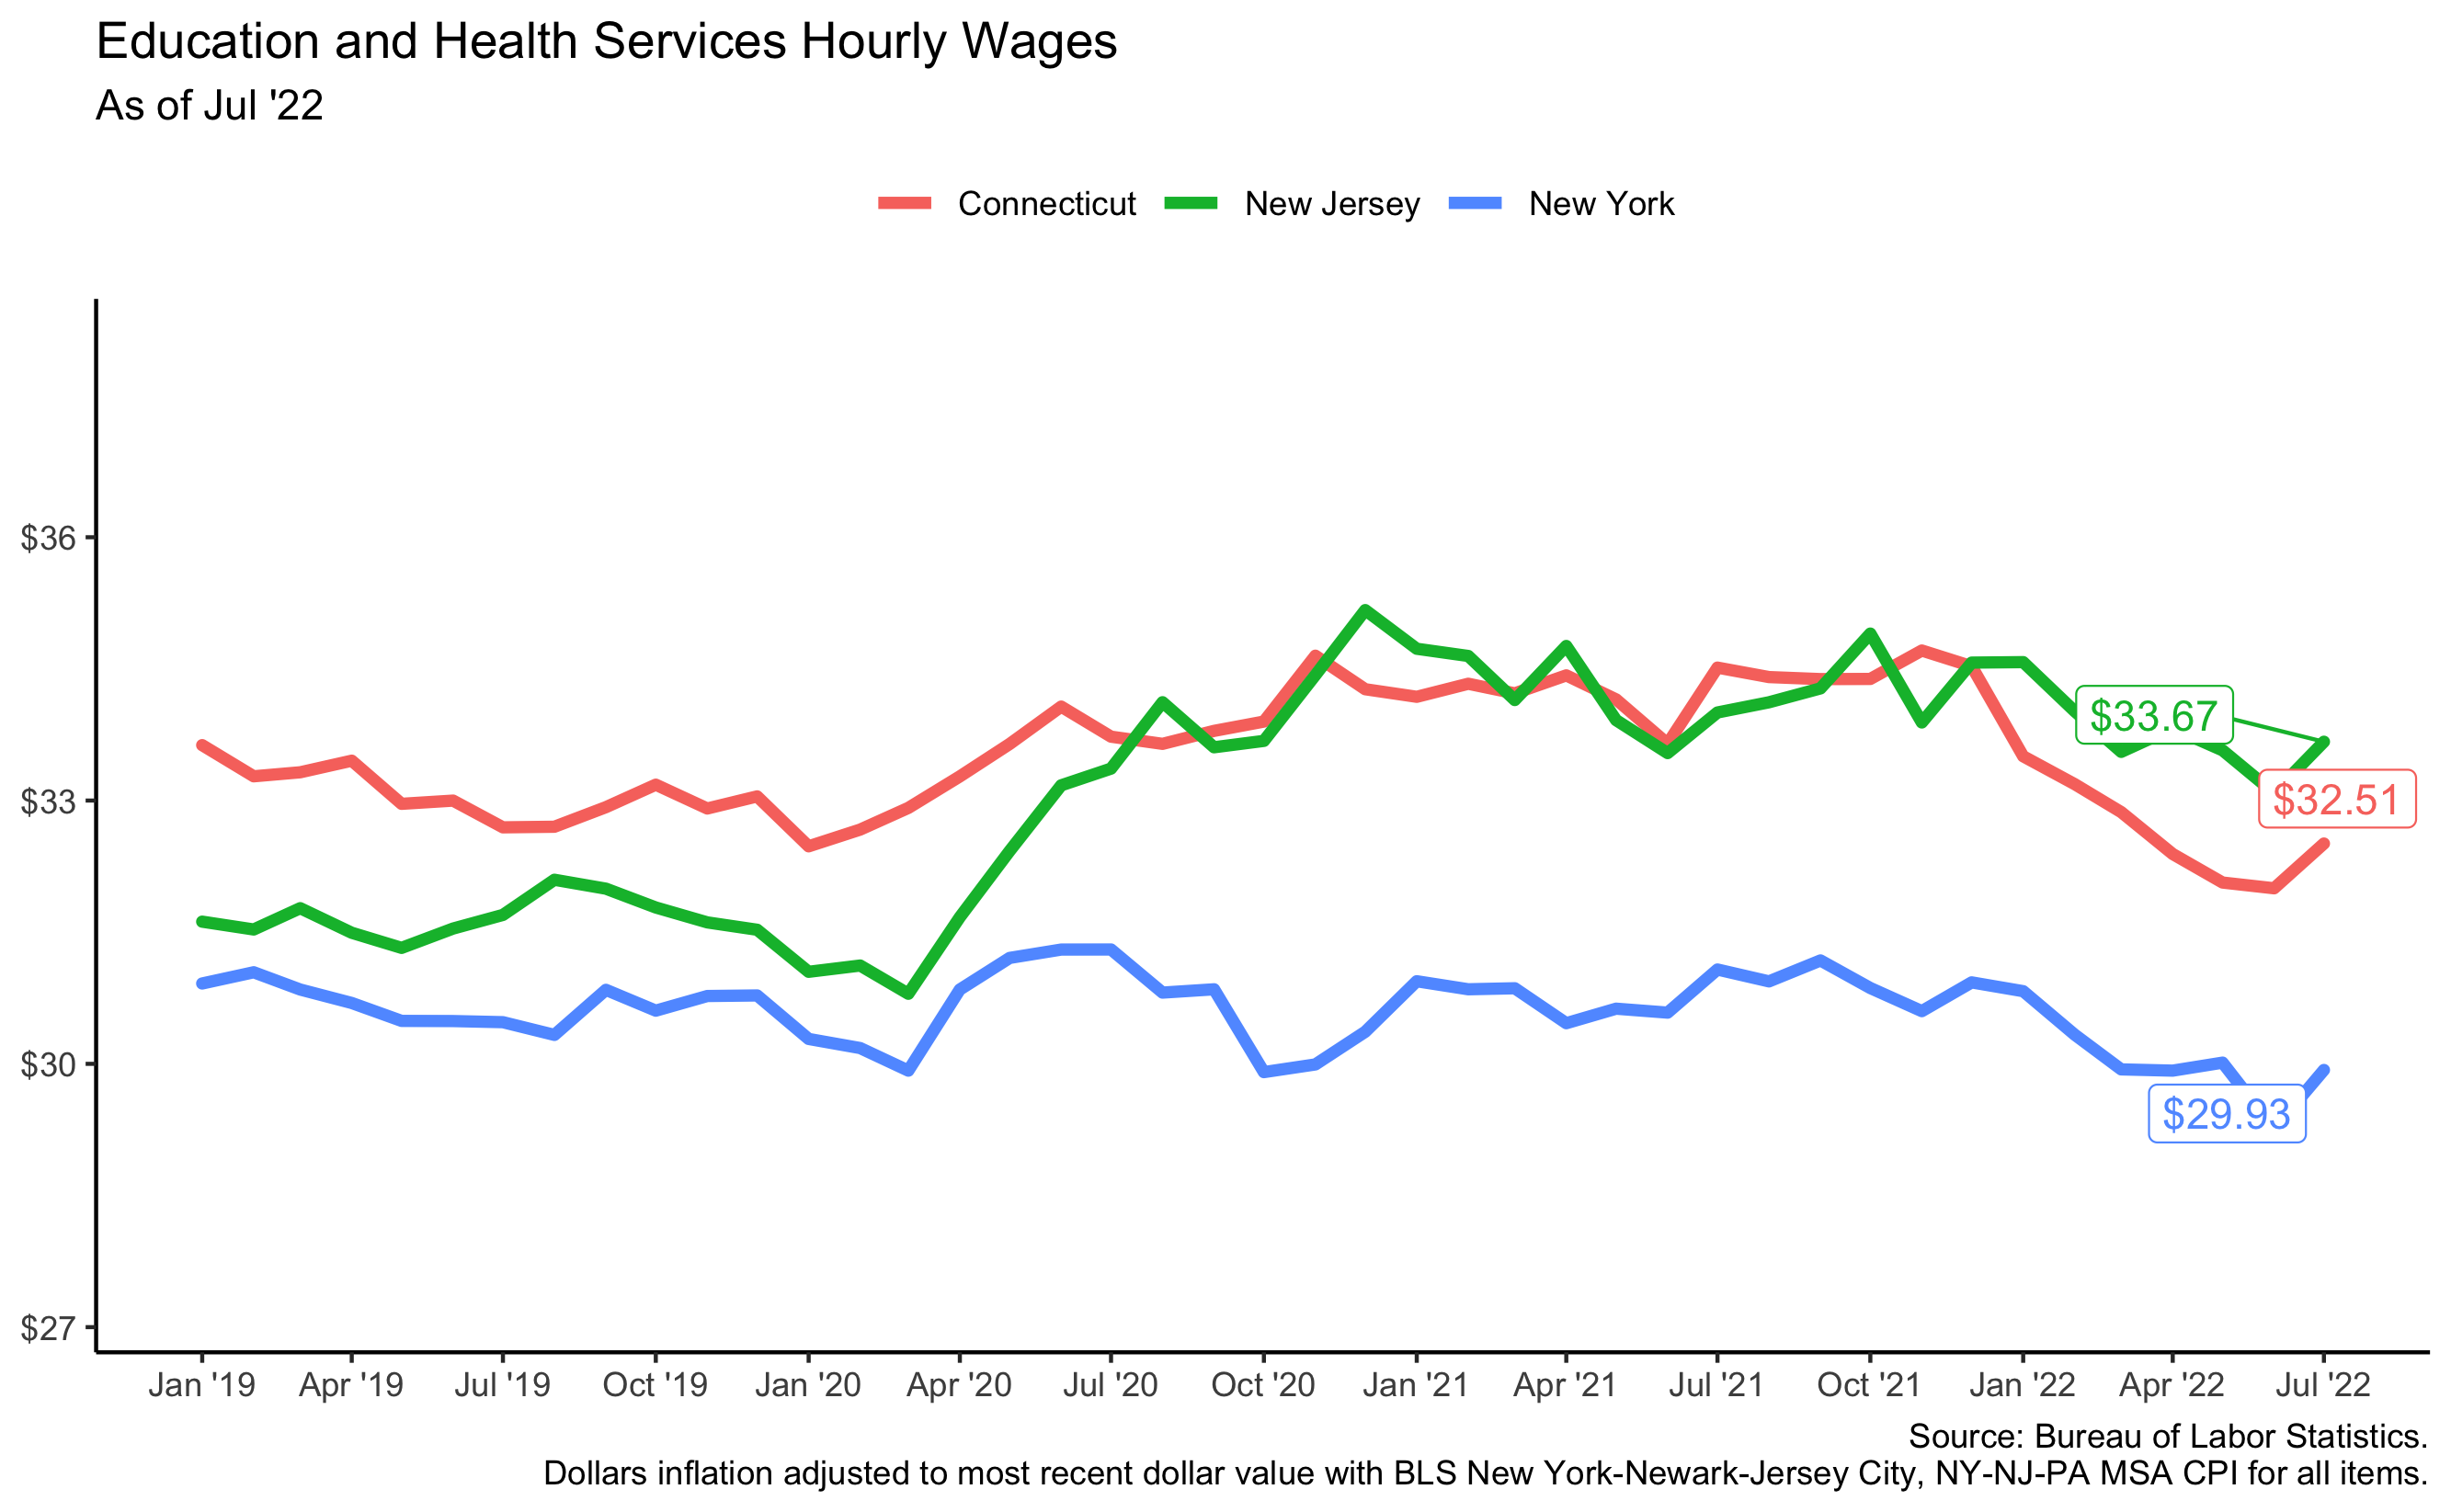 Education and Health Services Hourly Wages
As of Jul '22
Connecticut New Jersey New York
$36
$33
$30
$27
$33.67
$32.51
$29.93
Jan '19 Apr '19 Jul '19 Oct '19 Jan '20 Apr '20 Jul '20 Oct '20 Jan '21 Apr '21 Jul '21 Oct '21 Jan '22 Apr '22 Jul '22
Source: Bureau of Labor Statistics.
Dollars inflation adjusted to most recent dollar value with BLS New York-Newark-Jersey City, NY-NJ-PA MSA CPI for all items.